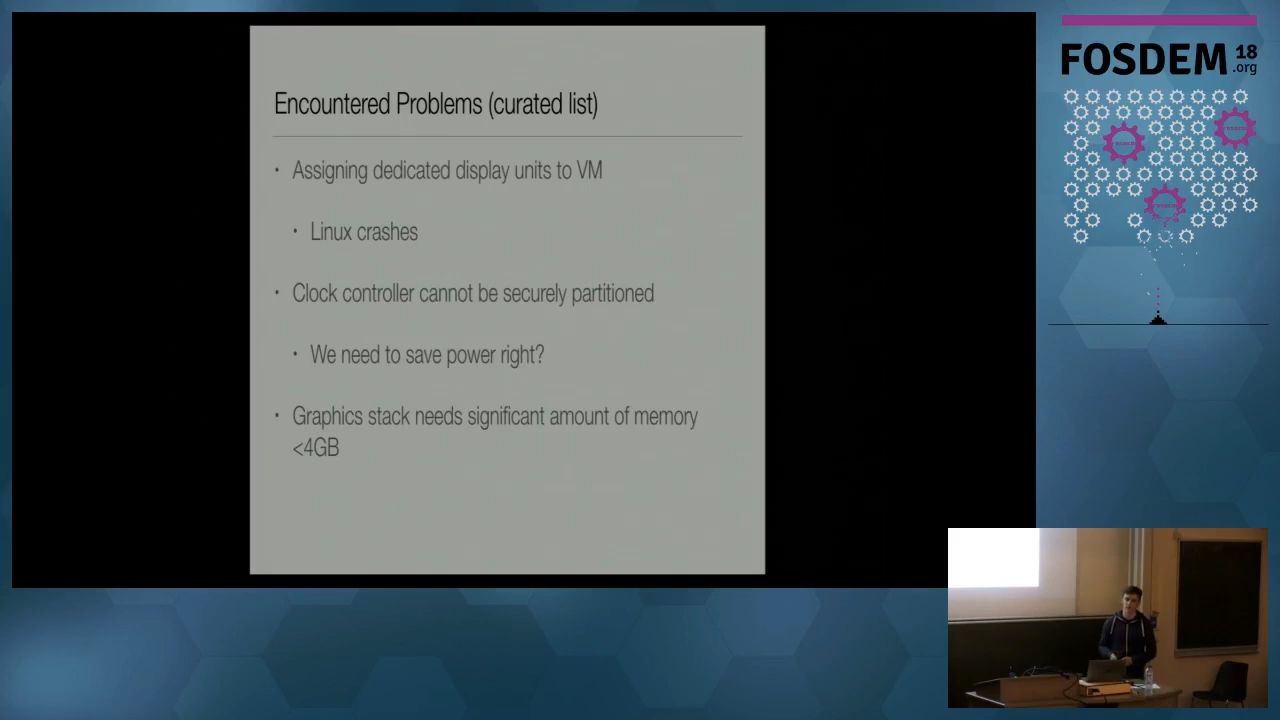 Encountered Problems (curated list)
• Assigning dedicated display units to VM
• Linux crashes
• Clock controller cannot be securely partitioned
• We need to save power right?
• Graphics stack needs significant amount of memory
<4GB
FOSDEM 18
.org